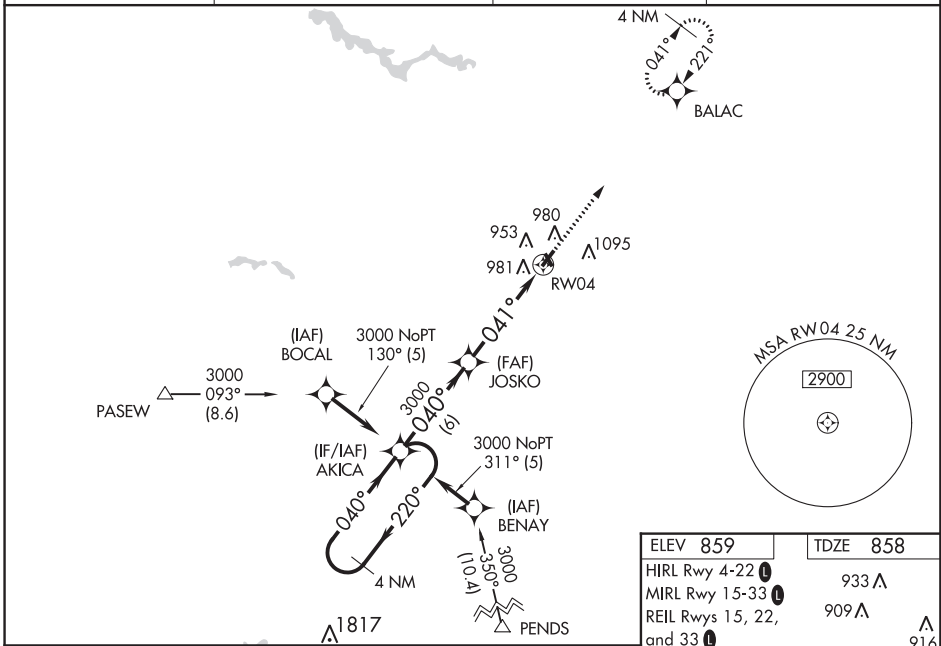 4 NM
041°
221°
BALAC
953
980
1095
981
RW04
041°
(IAF)
BOCAL
3000 NoPT
130° (5)
(FAF)
JOSKO
PASEW
3000
093°
(8.6)
3000
040°
(6)
(IF/IAF)
AKICA
3000 NoPT
311° (5)
040°
220°
(IAF)
BENAY
4 NM
3000
350°
(10.4)
PENDS
1817
MSA RW04 25 NM
2900
ELEV 859
TDZE 858
HIRL Rwy 4-22 L
MIRL Rwy 15-33 L
REIL Rwys 15, 22,
and 33 L
933
909
916